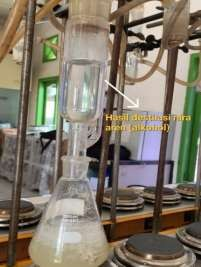 Hasil destilasi nira
aren (alkohol)